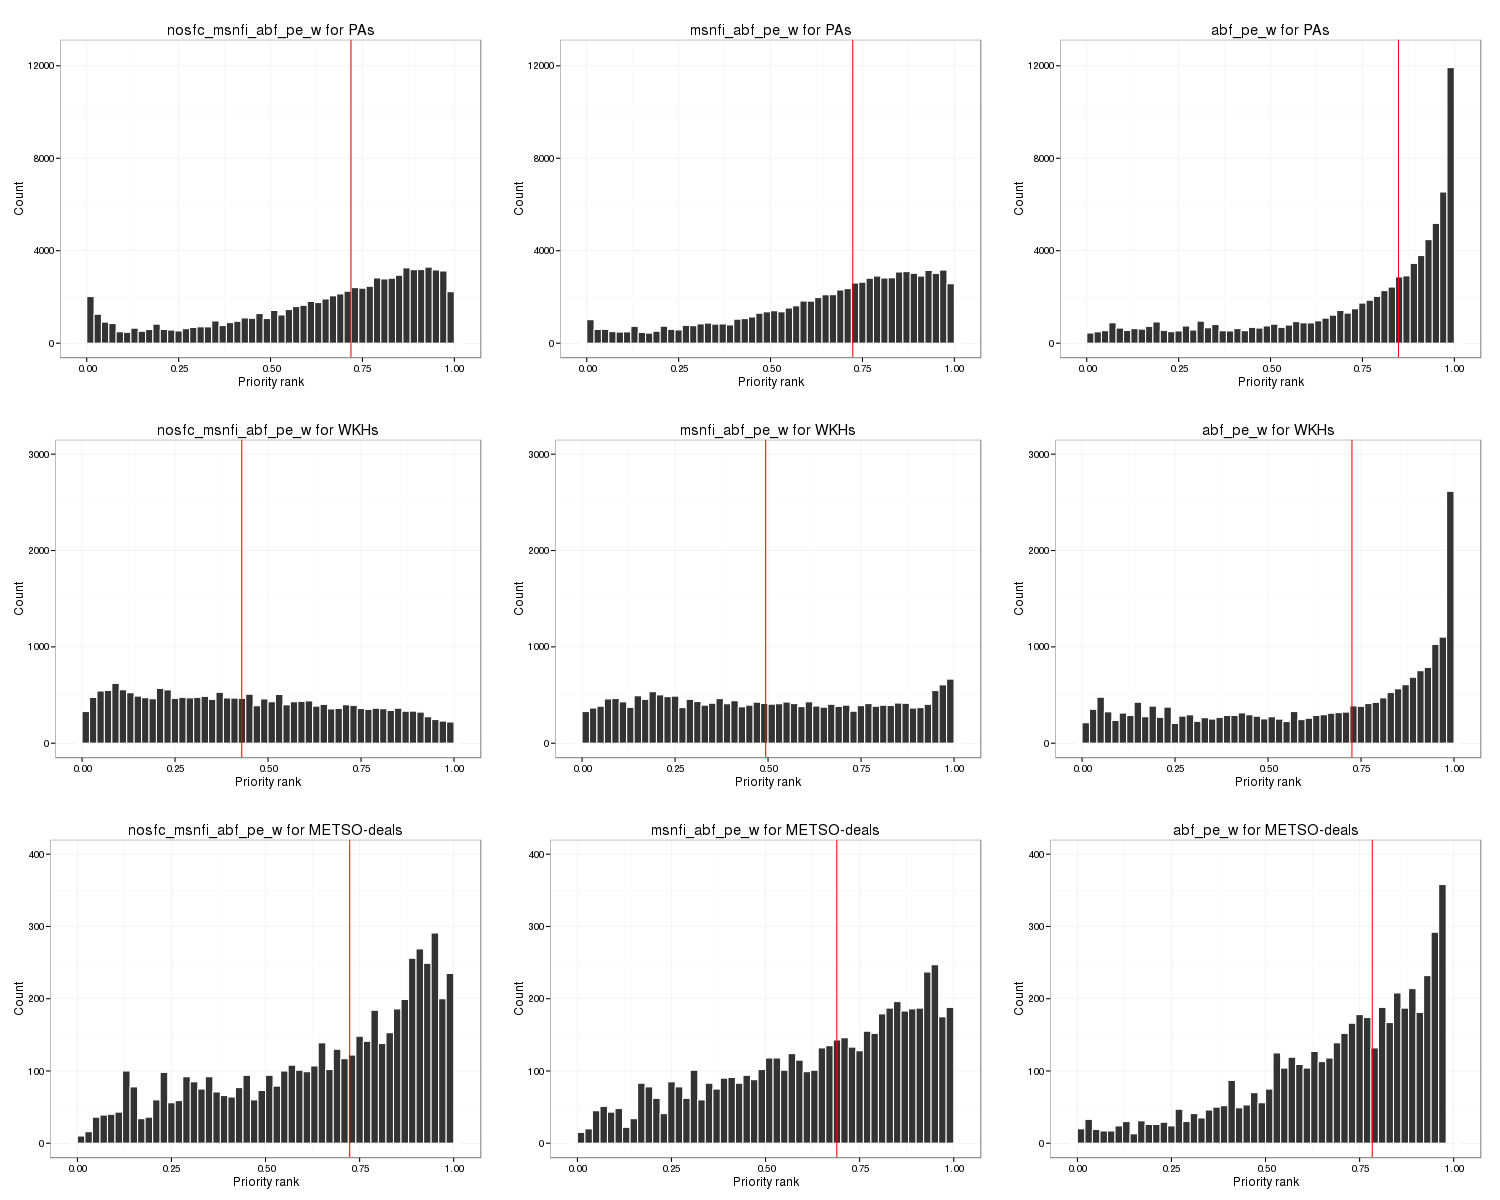 nosfc_msnfi_abf_pe_w for PAs
msnfi_abf_pe_w for PAs
abf_pe_w for PAs
12000
8000
4000
0
Count
0.00 0.25 0.50 0.75 1.00
Priority rank
12000
8000
4000
0
Count
0.00 0.25 0.50 0.75 1.00
Priority rank
12000
8000
4000
0
Count
0.00 0.25 0.50 0.75 1.00
Priority rank
nosfc_msnfi_abf_pe_w for WKHs
msnfi_abf_pe_w for WKHs
abf_pe_w for WKHs
3000
2000
1000
0
Count
0.00 0.25 0.50 0.75 1.00
Priority rank
3000
2000
1000
0
Count
0.00 0.25 0.50 0.75 1.00
Priority rank
3000
2000
1000
0
Count
0.00 0.25 0.50 0.75 1.00
Priority rank
nosfc_msnfi_abf_pe_w for METSO-deals
msnfi_abf_pe_w for METSO-deals
abf_pe_w for METSO-deals
400
300
200
100
0
Count
0.00 0.25 0.50 0.75 1.00
Priority rank
400
300
200
100
0
Count
0.00 0.25 0.50 0.75 1.00
Priority rank
400
300
200
100
0
Count
0.00 0.25 0.50 0.75 1.00
Priority rank